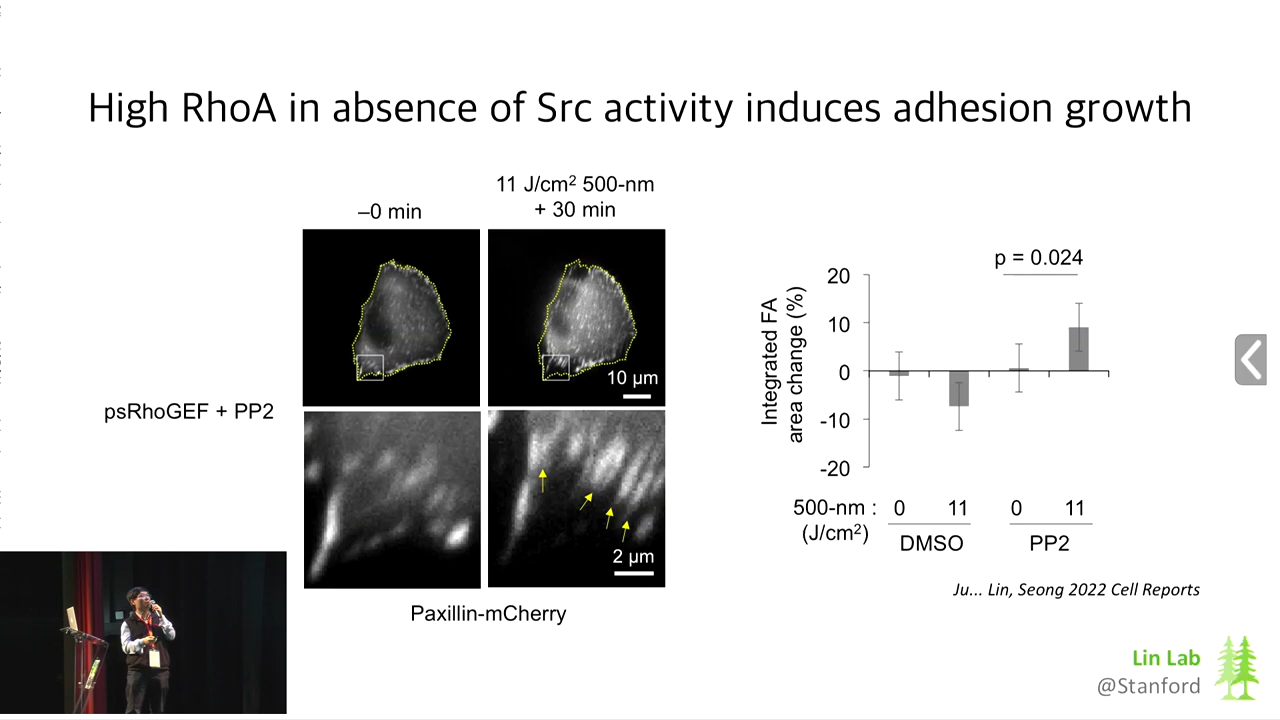 High RhoA in absence of Src activity induces adhesion growth
–0 min
11 J/cm² 500-nm
+ 30 min
psRhoGEF + PP2
10 µm
2 µm
Paxillin-mCherry
p = 0.024
Integrated FA
area change (%)
20
10
0
-10
-20
500-nm :
(J/cm²)
0 11 0 11
DMSO PP2
Ju... Lin, Seong 2022 Cell Reports
Lin Lab
@Stanford